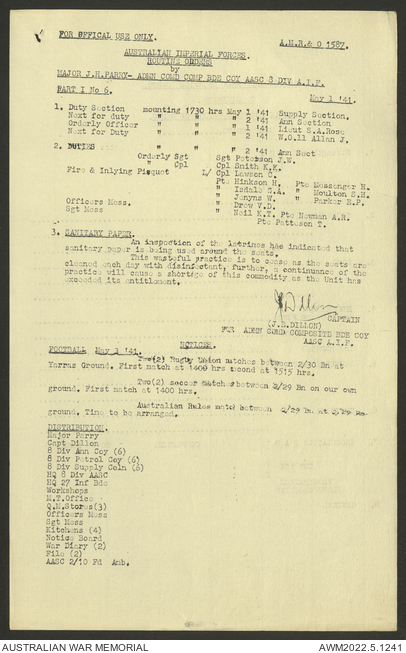 FOR OFFICAL USE ONLY.
A.H.R.& O 1587.
AUSTRALIAN IMPERIAL FORCES.
ROUTINE ORDERS
by
MAJOR J.H.PARRY- ADEN COMD COMP BDE COY AASC 8 DIV A.I.F.
PART I No 6.
May 1 '41.
1. Duty Section mounting 1730 hrs May 1 '41 Supply Section.
Next for duty " " " " 2 '41 Amn Section
Orderly Officer " " " " 1 '41 Lieut S.A.Rose
Next for Duty " " " " 2 '41 W.O.ll Allan J.
2. DUTIES " " " " 2 '41 Amn Sect
Orderly Sgt Sgt Peterson J.W.
" Cpl Cpl Smith K.K.
Fire & Inlying Picquet L/ Cpl Lawson C.
Pte Hinkson H. Pte Messenger R.
" Isdale G.A. " Moulton S.H.
" Jenyns W. " Parker E.P.
Officers Mess. " Drew V.D.
Sgt Mess " Neil K.T. Pte Newman A.R.
Pte Patteson T.
3. SANITARY PAPER.
An inspection of the latrines has indicated that
sanitary paper is being used around the seats.
This wasteful practice is to cease as the seats are
cleaned each day with disinfectant, further, a continuance of the
practice will cause a shortage of this commodity as the Unit has
exceeded its entitlement.
J Dillon
CAPTAIN
(J.E.DILLON)
FOR ADEN COMD COMPOSITE BDE COY
AASC A.I.F.
NOTICES.
FOOTBALL May 1 '41.
Two(2) Rugby Union matches between 2/30 Bn at
Yarras Ground. First match at 1400 hrs second at 1515 hrs.
Two(2) soccer matches between 2/29 Bn on our own
ground. First match at 1400 hrs.
Australian Rules match between 2/29 Bn at 2/29 Bn
ground. Time to be arranged.
DISTRIBUTION.
Major Parry
Capt Dillon
8 Div Amn Coy (6)
8 Div Petrol Coy (6)
8 Div Supply Coln (6)
HQ 8 Div AASC
HQ 27 Inf Bde
Workshops
M.T.Office
Q.M.Stores(3)
Officers Mess
Sgt Mess
Kitchens (4)
Notice Board
War Diary (2)
File (2)
AASC 2/10 Fd Amb.
AUSTRALIAN WAR MEMORIAL
AWM2022.5.1241